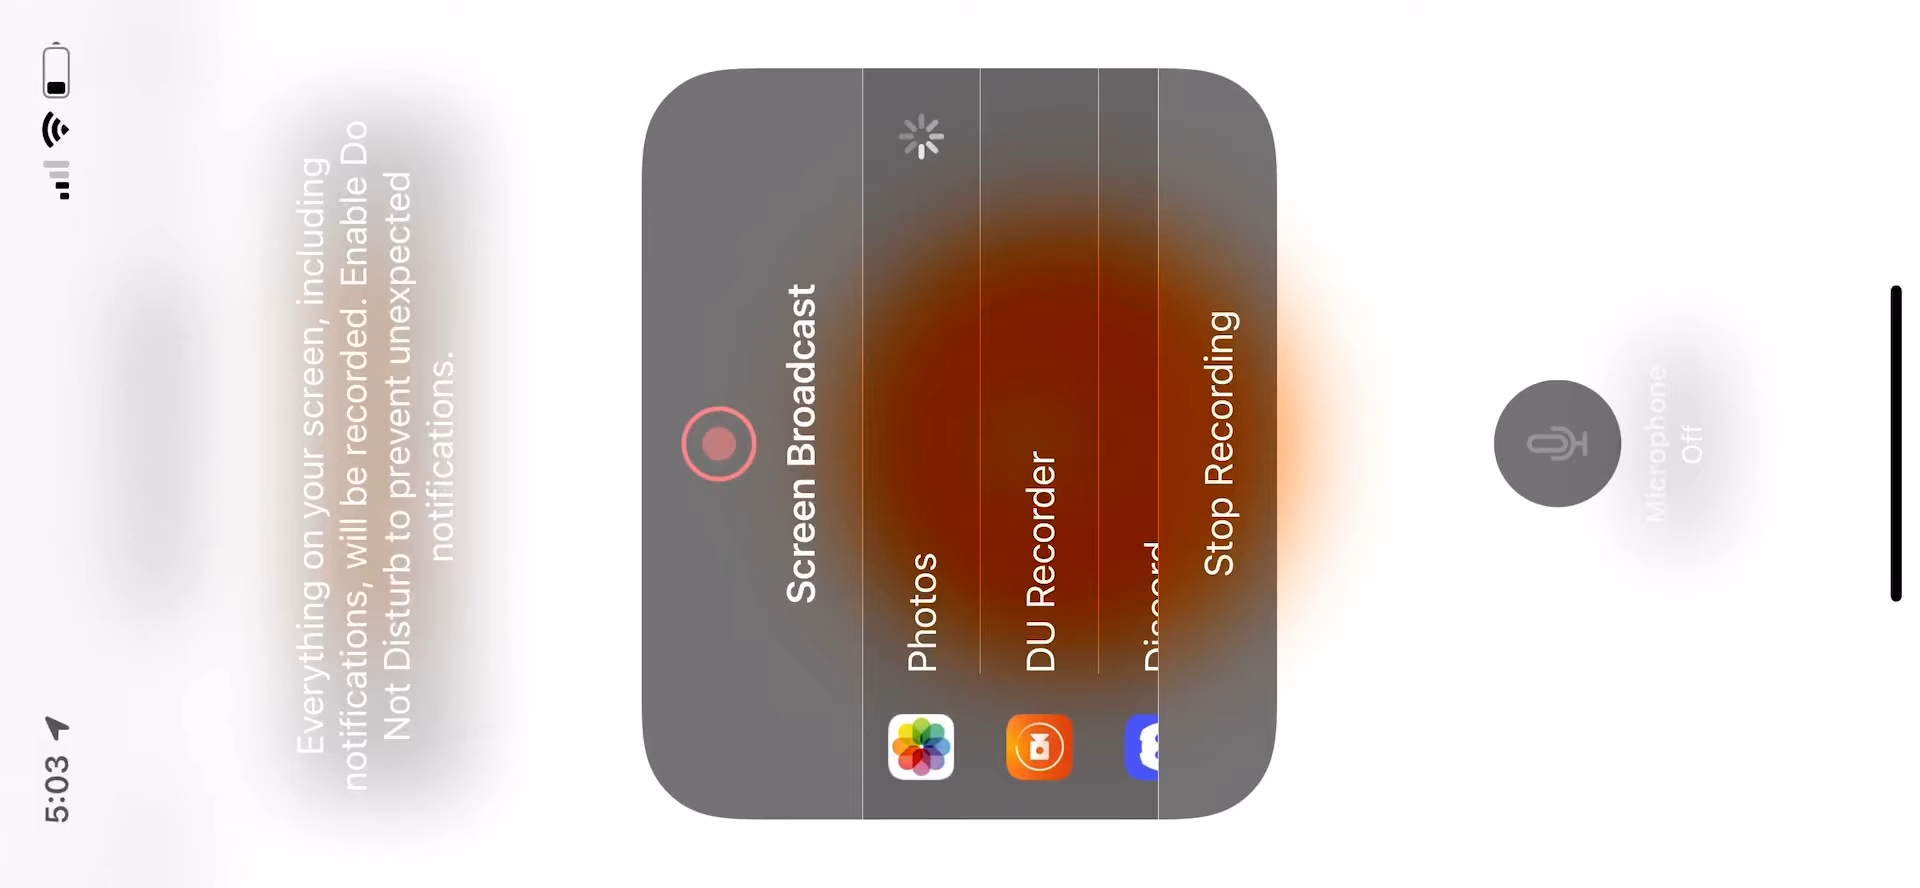 5:03
Everything on your screen, including
notifications, will be recorded. Enable Do
Not Disturb to prevent unexpected
notifications.
Screen Broadcast
Photos
DU Recorder
Discord
Stop Recording
Microphone
Off